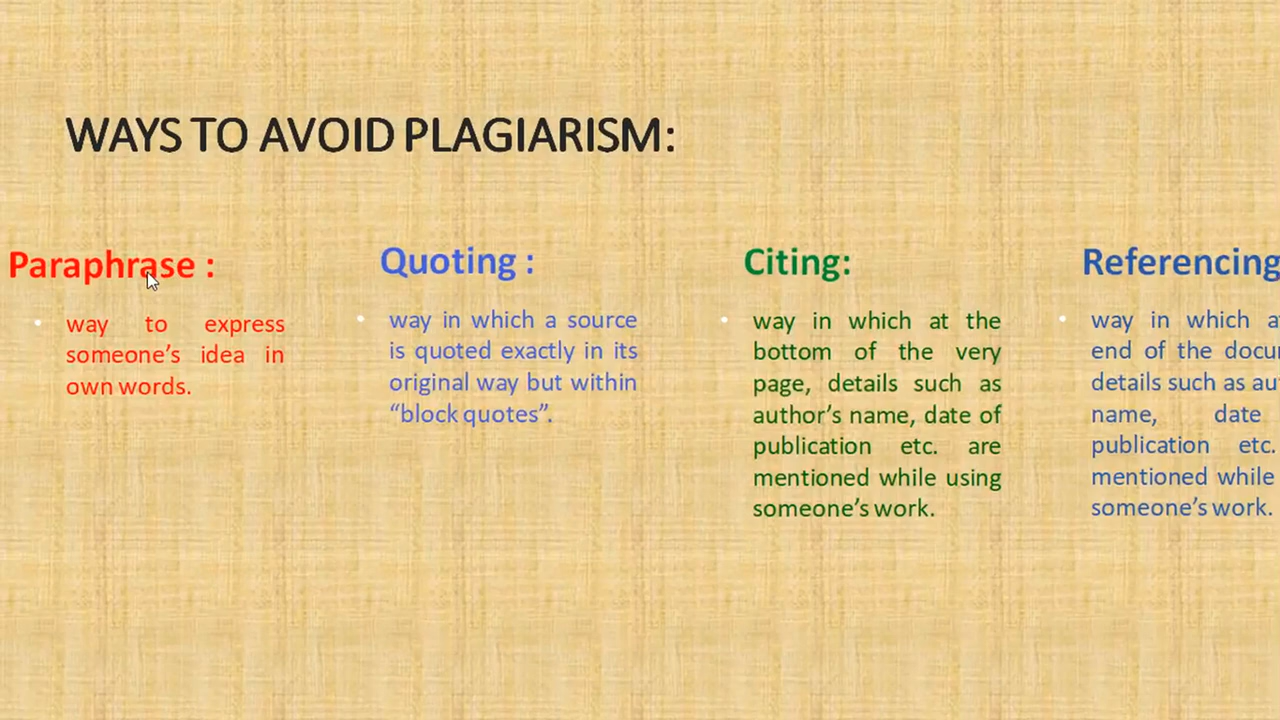 WAYS TO AVOID PLAGIARISM:
Paraphrase :
• way to express
someone’s idea in
own words.
Quoting :
• way in which a source
is quoted exactly in its
original way but within
“block quotes”.
Citing:
• way in which at the
bottom of the very
page, details such as
author’s name, date of
publication etc. are
mentioned while using
someone’s work.
Referencing
• way in which
end of the
details such as
name, date
publication etc.
mentioned while
someone’s work.